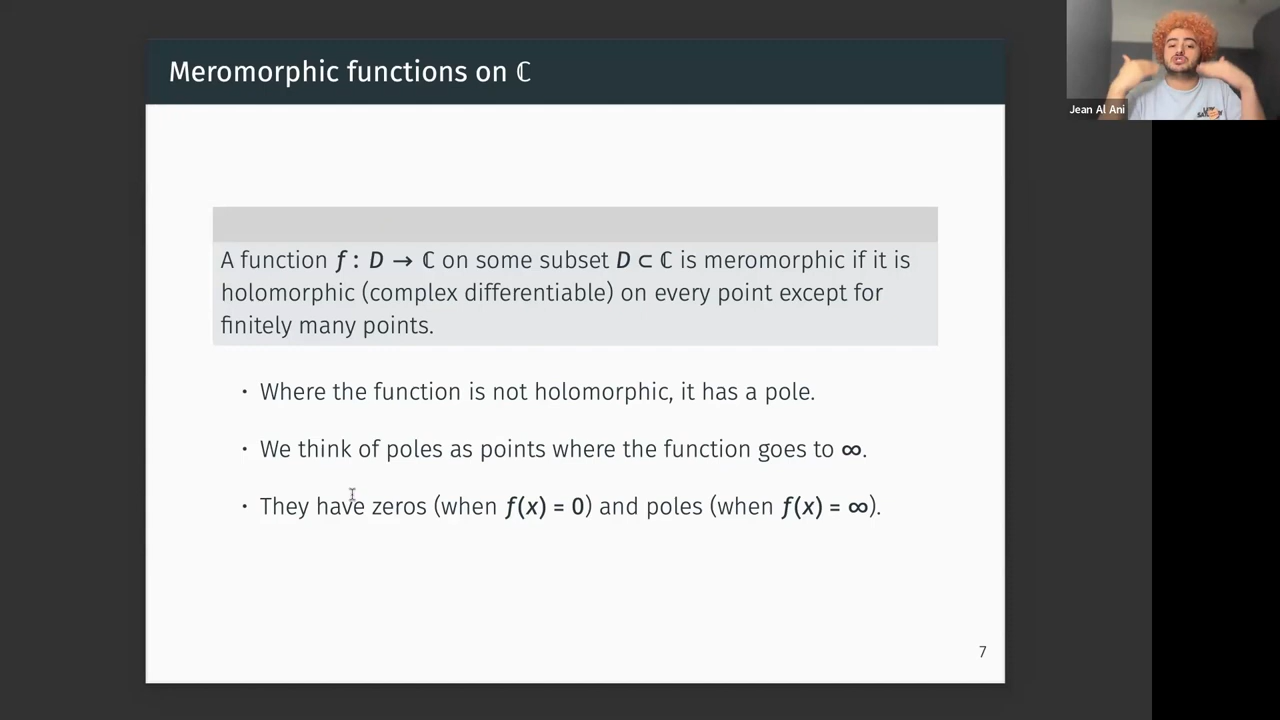 Meromorphic functions on ℂ
Jean Al Ani
A function f : D → ℂ on some subset D ⊂ ℂ is meromorphic if it is
holomorphic (complex differentiable) on every point except for
finitely many points.
• Where the function is not holomorphic, it has a pole.
• We think of poles as points where the function goes to ∞.
• They have zeros (when f(x) = 0) and poles (when f(x) = ∞).
7